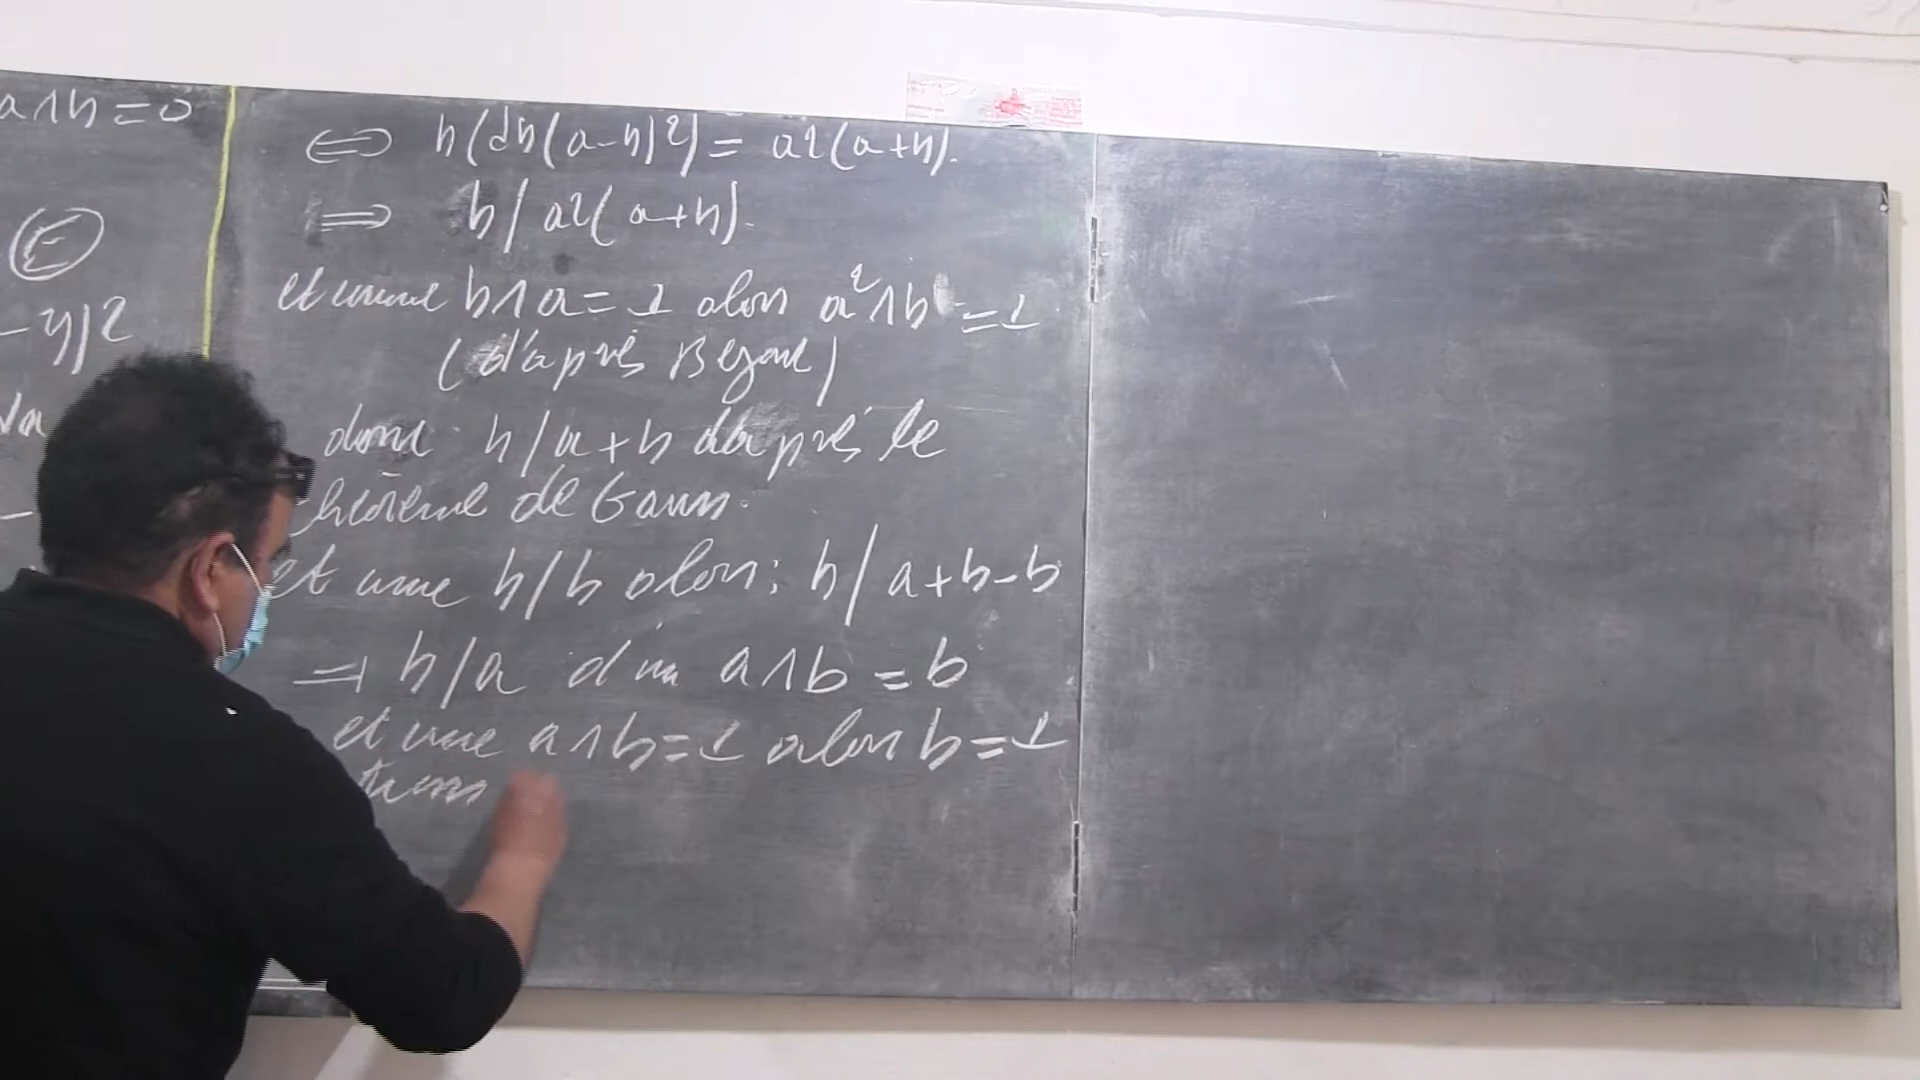 a∧b = 0
Ⓔ
- y)2
⟺ b(db(a-b)2) = a2(a+b).
⟹ b/a2(a+b).
et comme b∧a = 1 alors a²∧b = 1
(d'après Bezout)
donc b/a+b d'après le
théorème de Gauss.
et comme b/b alors : b/a+b-b
⟹ b/a d'où a∧b = b
et comme a∧b = 1 alors b = 1